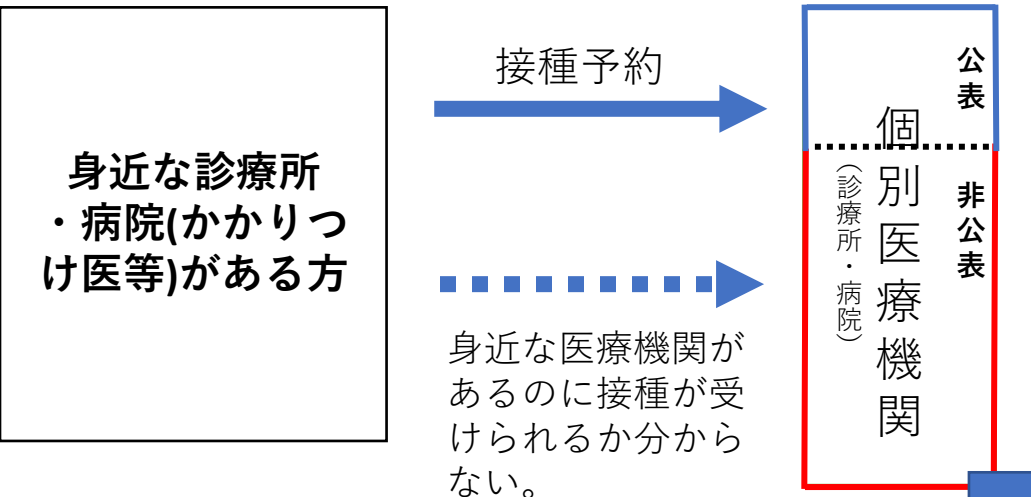 身近な診療所
・病院(かかりつ
け医等)がある方
接種予約
身近な医療機関が
あるのに接種が受
けられるか分から
ない。
公表
非公表
個別医療機関
（診療所・病院）